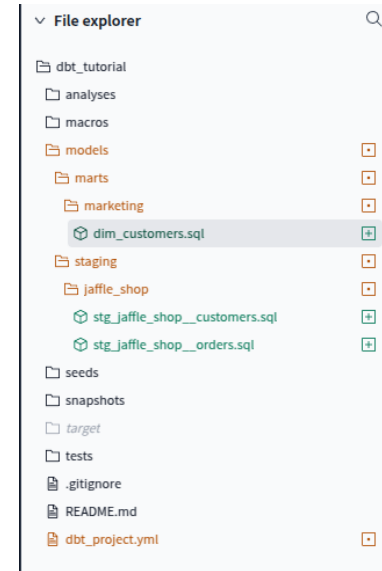 File explorer
dbt_tutorial
analyses
macros
models
marts
marketing
dim_customers.sql
staging
jaffle_shop
stg_jaffle_shop__customers.sql
stg_jaffle_shop__orders.sql
seeds
snapshots
target
tests
.gitignore
README.md
dbt_project.yml